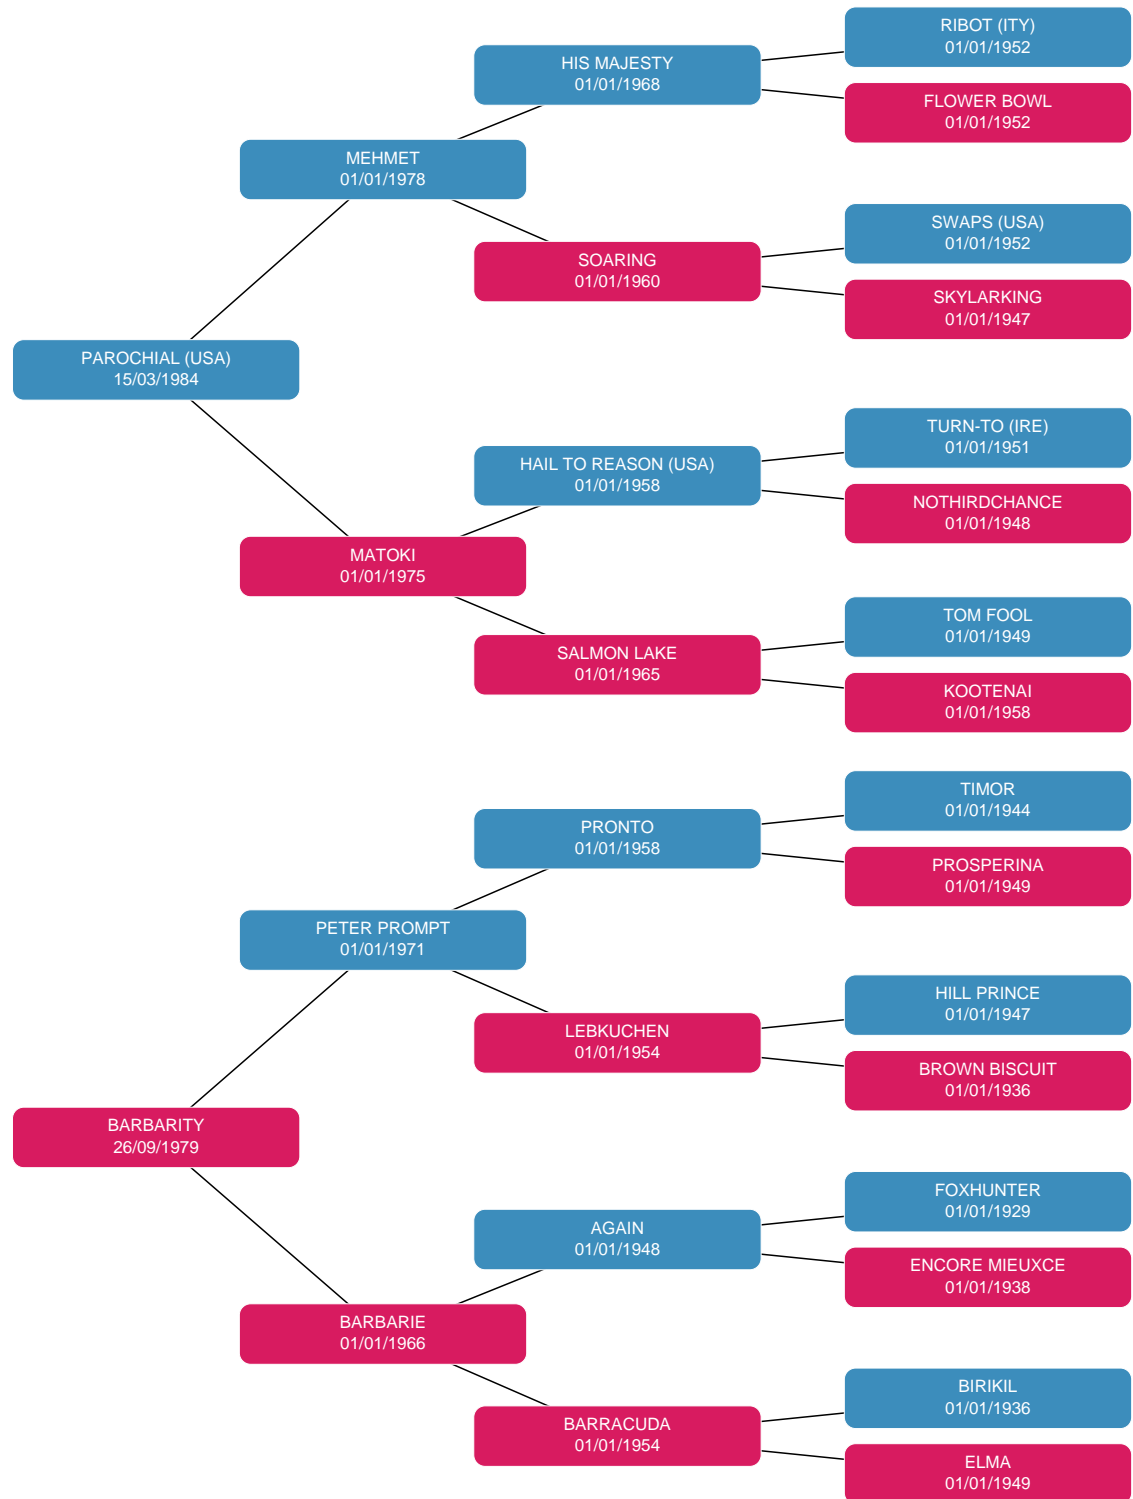 RIBOT (ITY)
01/01/1952
HIS MAJESTY
01/01/1968
FLOWER BOWL
01/01/1952
MEHMET
01/01/1978
SWAPS (USA)
01/01/1952
SOARING
01/01/1960
SKYLARKING
01/01/1947
PAROCHIAL (USA)
15/03/1984
TURN-TO (IRE)
01/01/1951
HAIL TO REASON (USA)
01/01/1958
NOTHIRDCHANCE
01/01/1948
MATOKI
01/01/1975
TOM FOOL
01/01/1949
SALMON LAKE
01/01/1965
KOOTENAI
01/01/1958
TIMOR
01/01/1944
PRONTO
01/01/1958
PROSPERINA
01/01/1949
PETER PROMPT
01/01/1971
HILL PRINCE
01/01/1947
LEBKUCHEN
01/01/1954
BROWN BISCUIT
01/01/1936
BARBARITY
26/09/1979
FOXHUNTER
01/01/1929
AGAIN
01/01/1948
ENCORE MIEUXCE
01/01/1938
BARBARIE
01/01/1966
BIRIKIL
01/01/1936
BARRACUDA
01/01/1954
ELMA
01/01/1949